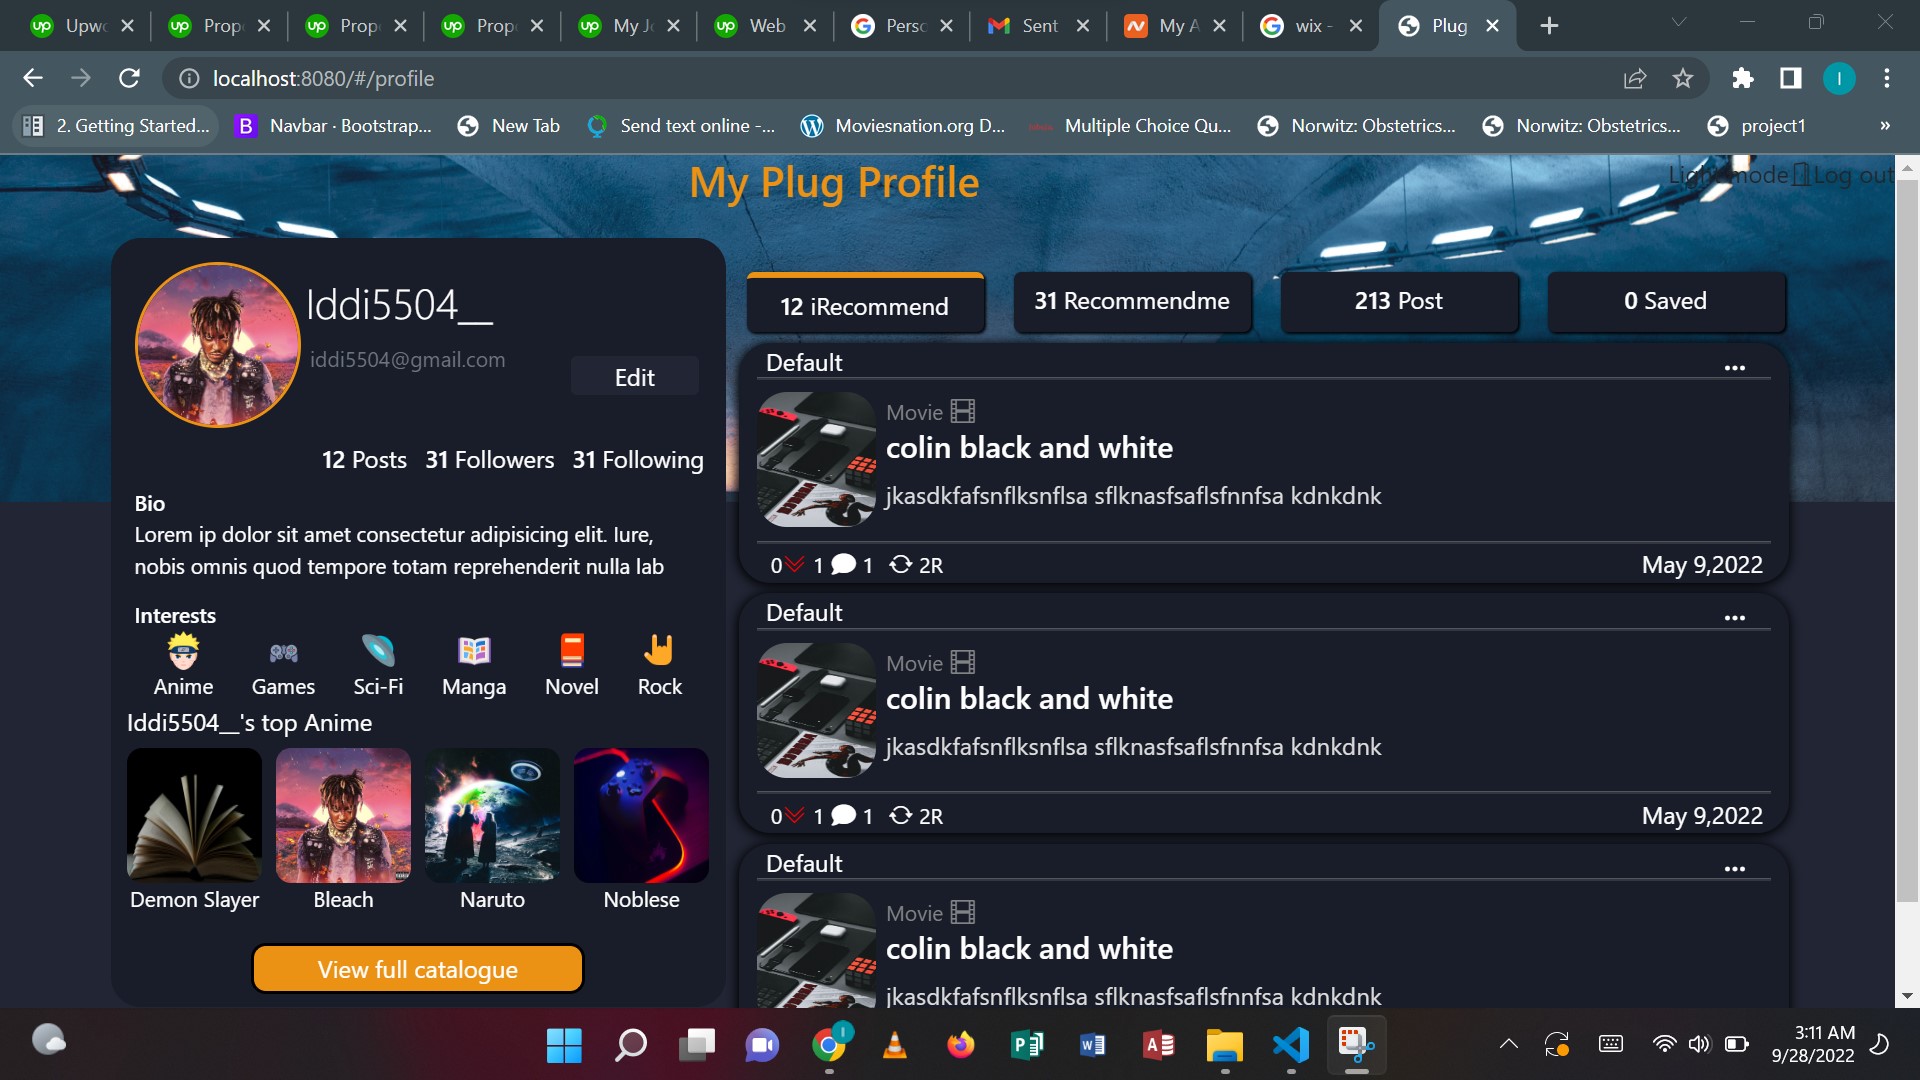 Upwo
Prop
Prop
Prop
My Jo
Web
Perso
Sent
My A
wix -
Plug
localhost:8080/#/profile
2. Getting Started...
Navbar · Bootstrap...
New Tab
Send text online -...
Moviesnation.org D...
Multiple Choice Qu...
Norwitz: Obstetrics...
Norwitz: Obstetrics...
project1
»
My Plug Profile
Light mode
Log out
Iddi5504__
iddi5504@gmail.com
Edit
12 Posts 31 Followers 31 Following
Bio
Lorem ip dolor sit amet consectetur adipisicing elit. Iure,
nobis omnis quod tempore totam reprehenderit nulla lab
Interests
Anime Games Sci-Fi Manga Novel Rock
Iddi5504__'s top Anime
Demon Slayer Bleach Naruto Noblese
View full catalogue
12 iRecommend
31 Recommendme
213 Post
0 Saved
Default
Movie
colin black and white
jkasdkfafsnflksnflsa sflknasfsaflsfnnfsa kdnkdnk
0 1 1 2R
May 9,2022
Default
Movie
colin black and white
jkasdkfafsnflksnflsa sflknasfsaflsfnnfsa kdnkdnk
0 1 1 2R
May 9,2022
Default
Movie
colin black and white
jkasdkfafsnflksnflsa sflknasfsaflsfnnfsa kdnkdnk
3:11 AM
9/28/2022